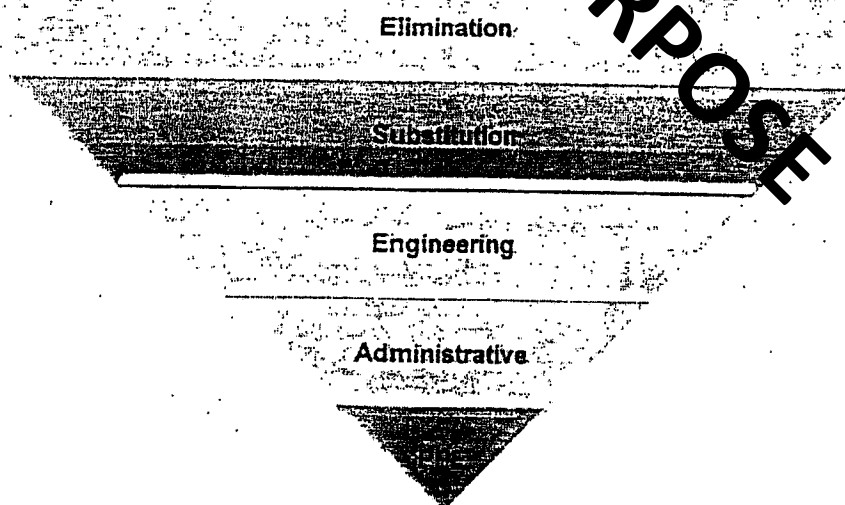 Elimination
RPOSE
Substitution
Engineering
Administrative